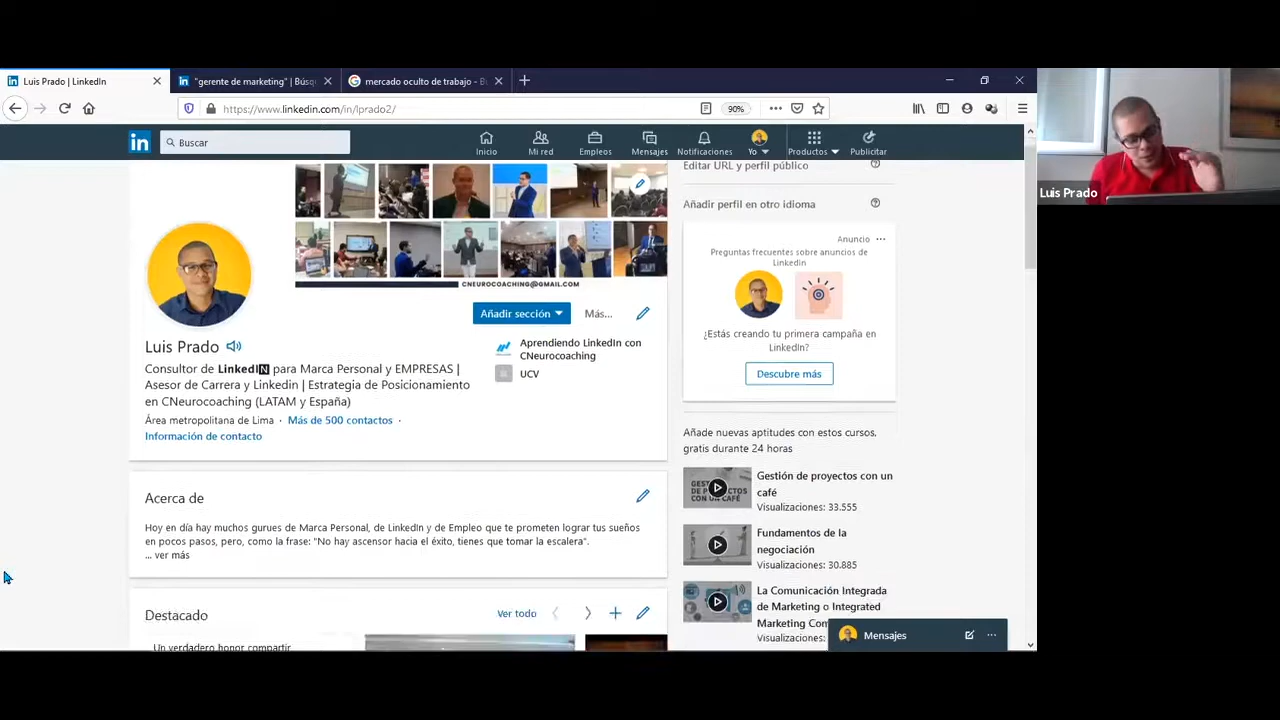 Luis Prado | LinkedIn
"gerente de marketing" | Búsq
mercado oculto de trabajo - B
https://www.linkedin.com/in/lprado2/
90%
in
Buscar
Inicio
Mi red
Empleos
Mensajes
Notificaciones
Yo
Productos
Publicitar
Luis Prado
Editar URL y perfil público
Añadir perfil en otro idioma
Anuncio
Preguntas frecuentes sobre anuncios de
LinkedIn
¿Estás creando tu primera campaña en
LinkedIn?
Descubre más
CNEUROCOACHING@GMAIL.COM
Añadir sección
Más...
Luis Prado
Consultor de LinkedIN para Marca Personal y EMPRESAS |
Asesor de Carrera y Linkedin | Estrategia de Posicionamiento
en CNeurocoaching (LATAM y España)
Área metropolitana de Lima · Más de 500 contactos ·
Información de contacto
Aprendiendo LinkedIn con
CNeurocoaching
UCV
Acerca de
Hoy en día hay muchos gurues de Marca Personal, de LinkedIn y de Empleo que te prometen lograr tus sueños
en pocos pasos, pero, como la frase: "No hay ascensor hacia el éxito, tienes que tomar la escalera".
... ver más
Destacado
Ver todo
Un verdadero honor compartir
Añade nuevas aptitudes con estos cursos,
gratis durante 24 horas
Gestión de proyectos con un
café
Visualizaciones: 33.555
Fundamentos de la
negociación
Visualizaciones: 30.885
La Comunicación Integrada
de Marketing o Integrated
Marketing Com
Visualizaciones:
Mensajes